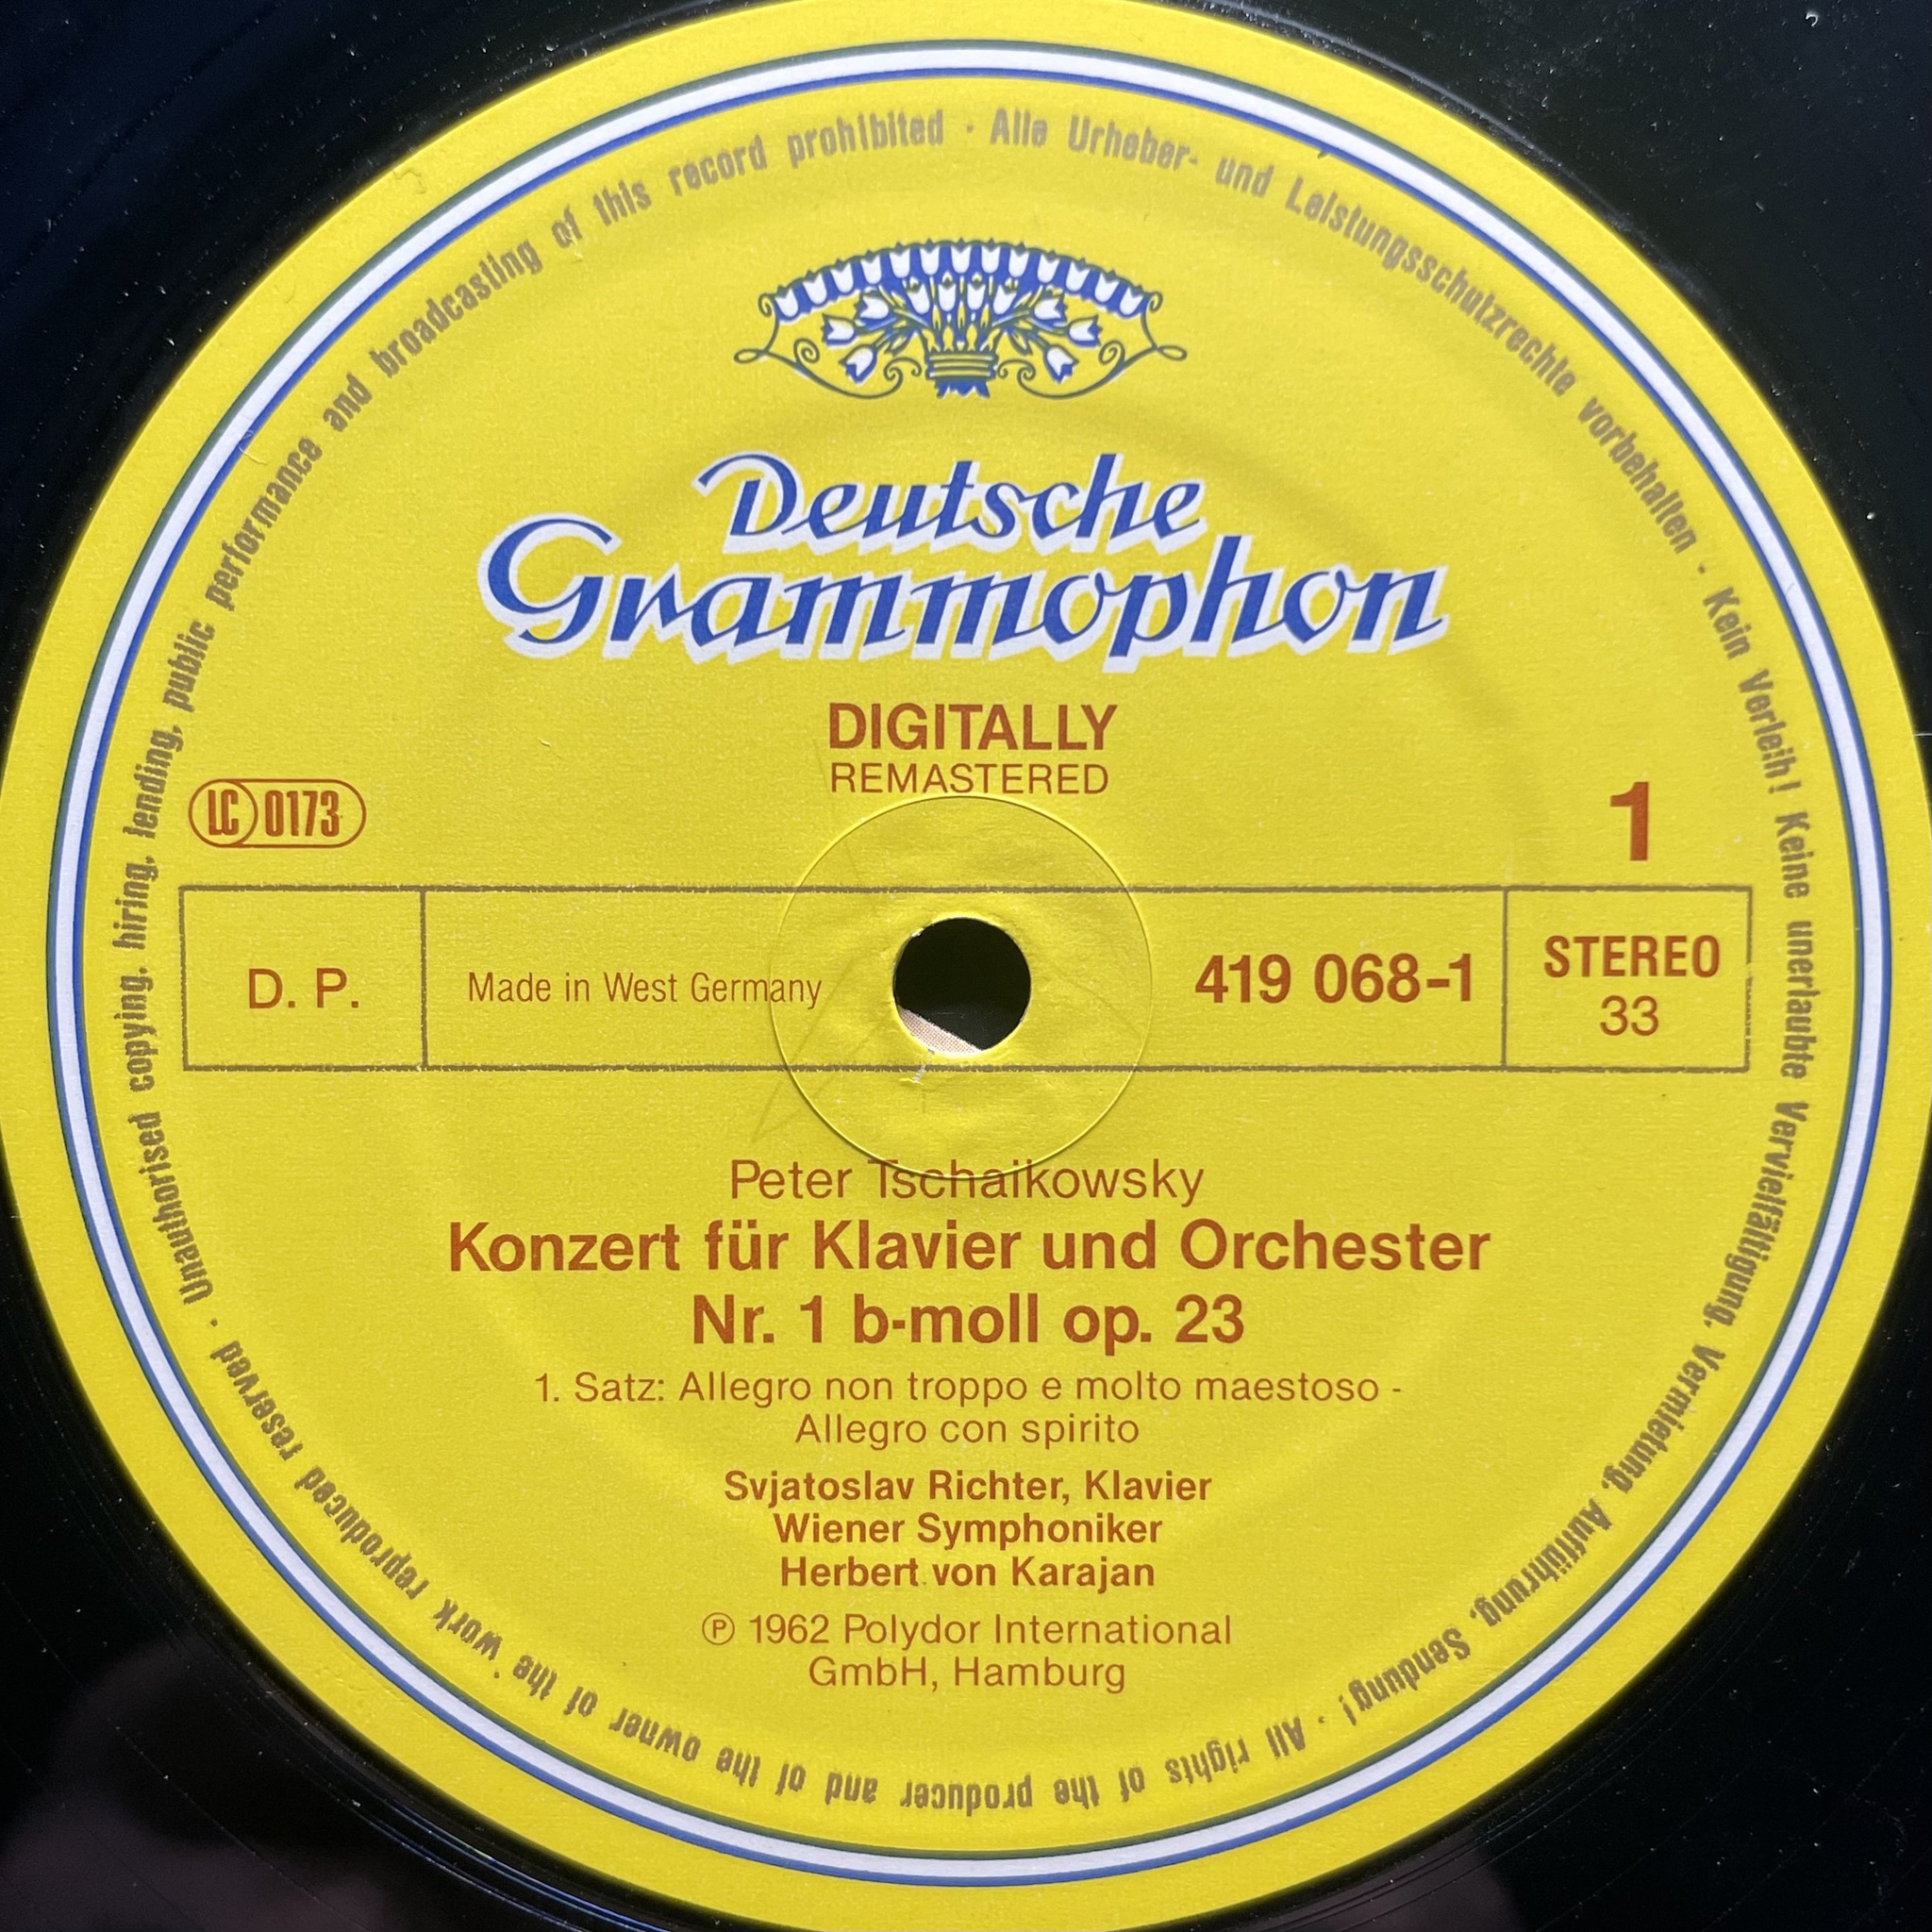 Deutsche
Grammophon
DIGITALLY
REMASTERED
LC 0173
1
D. P.
Made in West Germany
419 068-1
STEREO
33
Peter Tschaikowsky
Konzert für Klavier und Orchester
Nr. 1 b-moll op. 23
1. Satz: Allegro non troppo e molto maestoso -
Allegro con spirito
Svjatoslav Richter, Klavier
Wiener Symphoniker
Herbert von Karajan
℗ 1962 Polydor International
GmbH, Hamburg
Alle Urheber- und Leistungsschutzrechte vorbehalten · Kein Verleih! Keine unerlaubte Vervielfältigung, Vermietung, Aufführung, Sendung! · All rights of the producer and of the owner of the work reproduced reserved · Unauthorised copying, hiring, lending, public performance and broadcasting of this record prohibited ·